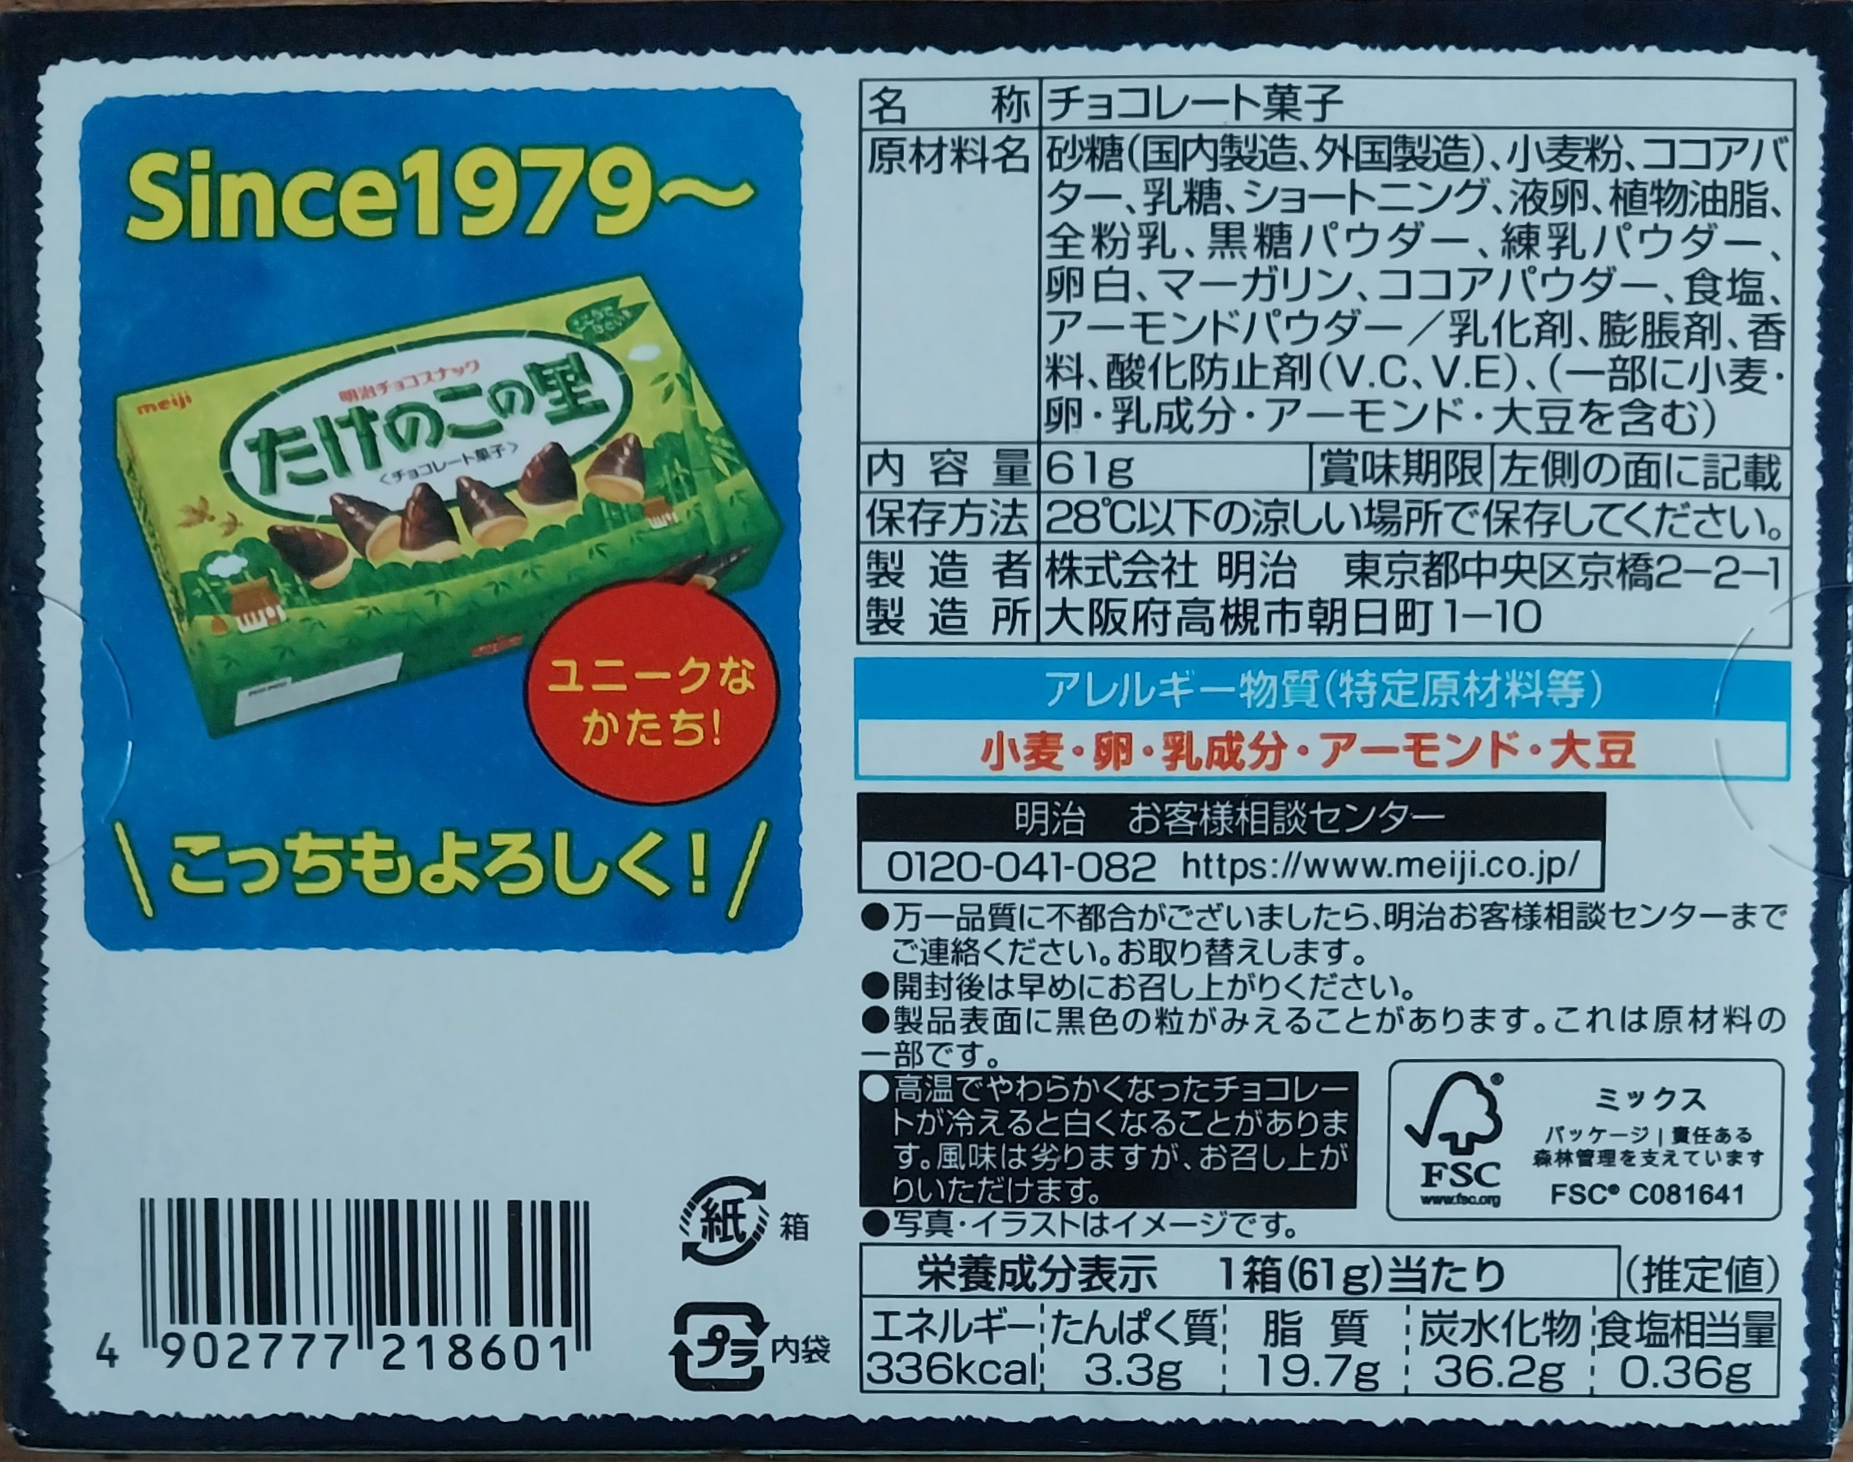 Since1979～
meiji
明治チョコスナック
たけのこの里
＜チョコレート菓子＞
ユニークな
かたち!
こっちもよろしく!
4 902777 218601
紙 箱
プラ 内袋
名 称 チョコレート菓子
原材料名 砂糖(国内製造、外国製造)、小麦粉、ココアバ
ター、乳糖、ショートニング、液卵、植物油脂、
全粉乳、黒糖パウダー、練乳パウダー、
卵白、マーガリン、ココアパウダー、食塩、
アーモンドパウダー／乳化剤、膨脹剤、香
料、酸化防止剤(V.C、V.E)、(一部に小麦・
卵・乳成分・アーモンド・大豆を含む)
内容量 61g 賞味期限 左側の面に記載
保存方法 28℃以下の涼しい場所で保存してください。
製造者 株式会社 明治 東京都中央区京橋2-2-1
製造所 大阪府高槻市朝日町1-10
アレルギー物質(特定原材料等)
小麦・卵・乳成分・アーモンド・大豆
明治 お客様相談センター
0120-041-082 https://www.meiji.co.jp/
●万一品質に不都合がございましたら、明治お客様相談センターまで
ご連絡ください。お取り替えします。
●開封後は早めにお召し上がりください。
●製品表面に黒色の粒がみえることがあります。これは原材料の
一部です。
●高温でやわらかくなったチョコレー
トが冷えると白くなることがありま
す。風味は劣りますが、お召し上が
りいただけます。
●写真・イラストはイメージです。
FSC
www.fsc.org
ミックス
パッケージ | 責任ある
森林管理を支えています
FSC® C081641
栄養成分表示 1箱(61g)当たり (推定値)
エネルギー たんぱく質 脂質 炭水化物 食塩相当量
336kcal 3.3g 19.7g 36.2g 0.36g